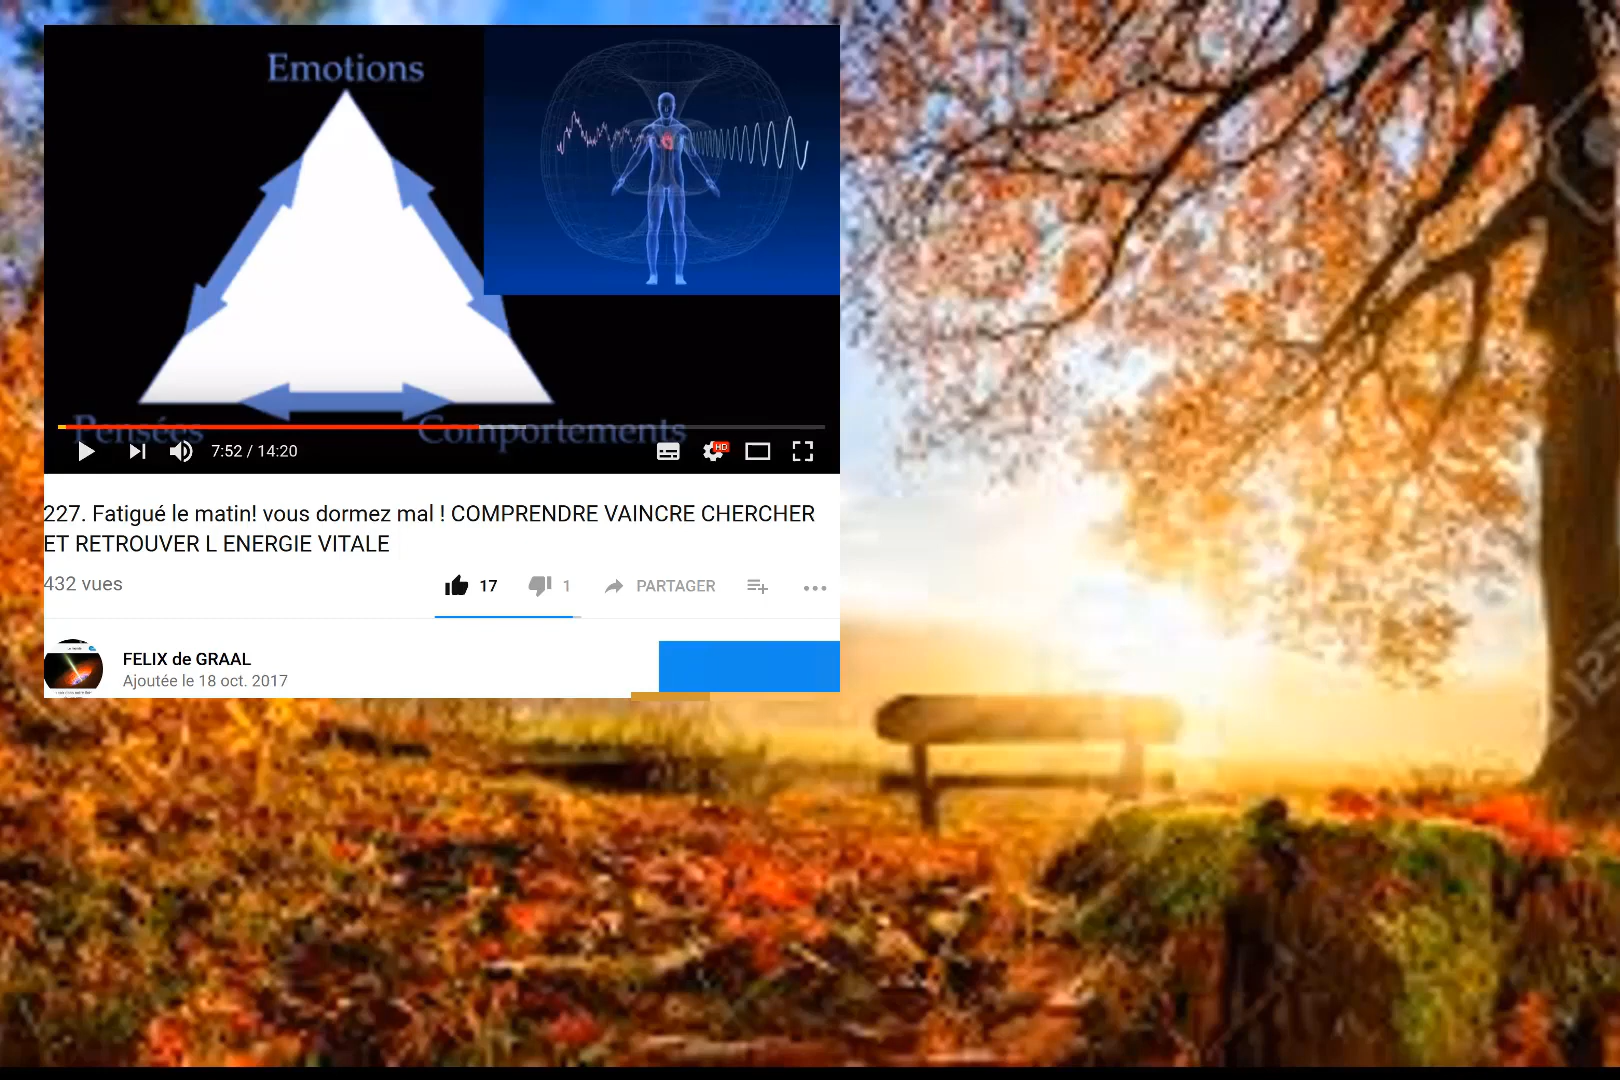 Emotions
Pensées
Comportements
7:52 / 14:20
HD
227. Fatigué le matin! vous dormez mal ! COMPRENDRE VAINCRE CHERCHER
ET RETROUVER L ENERGIE VITALE
432 vues
17
1
PARTAGER
FELIX de GRAAL
Ajoutée le 18 oct. 2017